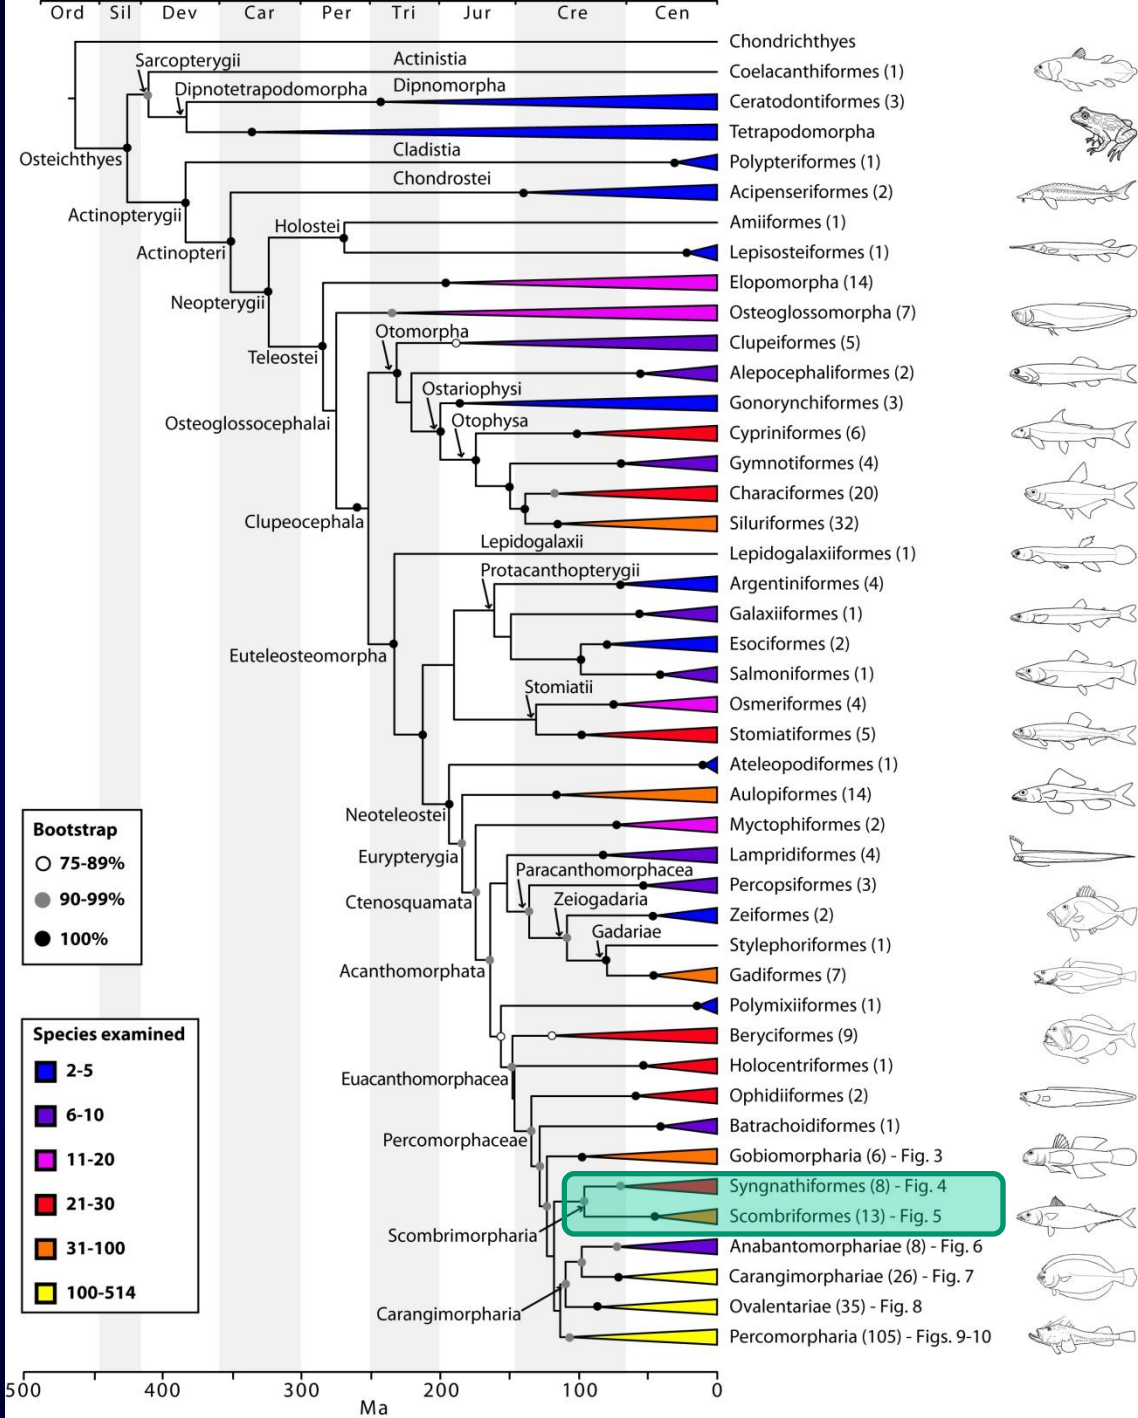 Ord Sil Dev Car Per Tri Jur Cre Cen
Chondrichthyes
Sarcopterygii
Actinistia
Coelacanthiformes (1)
Dipnotetrapodomorpha
Dipnomorpha
Ceratodontiformes (3)
Tetrapodomorpha
Osteichthyes
Cladistia
Polypteriformes (1)
Chondrostei
Acipenseriformes (2)
Actinopterygii
Holostei
Amiiformes (1)
Actinopteri
Lepisosteiformes (1)
Elopomorpha (14)
Neopterygii
Osteoglossomorpha (7)
Otomorpha
Clupeiformes (5)
Teleostei
Alepocephaliformes (2)
Ostariophysi
Gonorynchiformes (3)
Osteoglossocephalai
Otophysa
Cypriniformes (6)
Gymnotiformes (4)
Characiformes (20)
Clupeocephala
Siluriformes (32)
Lepidogalaxii
Lepidogalaxiiformes (1)
Protacanthopterygii
Argentiniformes (4)
Galaxiiformes (1)
Esociformes (2)
Euteleosteomorpha
Salmoniformes (1)
Stomiatii
Osmeriformes (4)
Stomiatiformes (5)
Ateleopodiformes (1)
Aulopiformes (14)
Neoteleostei
Myctophiformes (2)
Eurypterygia
Lampridiformes (4)
Paracanthomorphacea
Percopsiformes (3)
Ctenosquamata
Zeiogadaria
Zeiformes (2)
Gadariae
Stylephoriformes (1)
Acanthomorphata
Gadiformes (7)
Polymixiiformes (1)
Beryciformes (9)
Holocentriformes (1)
Euacanthomorphacea
Ophidiiformes (2)
Batrachoidiformes (1)
Percomorphaceae
Gobiomorpharia (6) - Fig. 3
Syngnathiformes (8) - Fig. 4
Scombriformes (13) - Fig. 5
Scombrimorpharia
Anabantomorphariae (8) - Fig. 6
Carangimorphariae (26) - Fig. 7
Carangimorpharia
Ovalentariae (35) - Fig. 8
Percomorpharia (105) - Figs. 9-10
Bootstrap
75-89%
90-99%
100%
Species examined
2-5
6-10
11-20
21-30
31-100
100-514
500 400 300 200 100 0
Ma